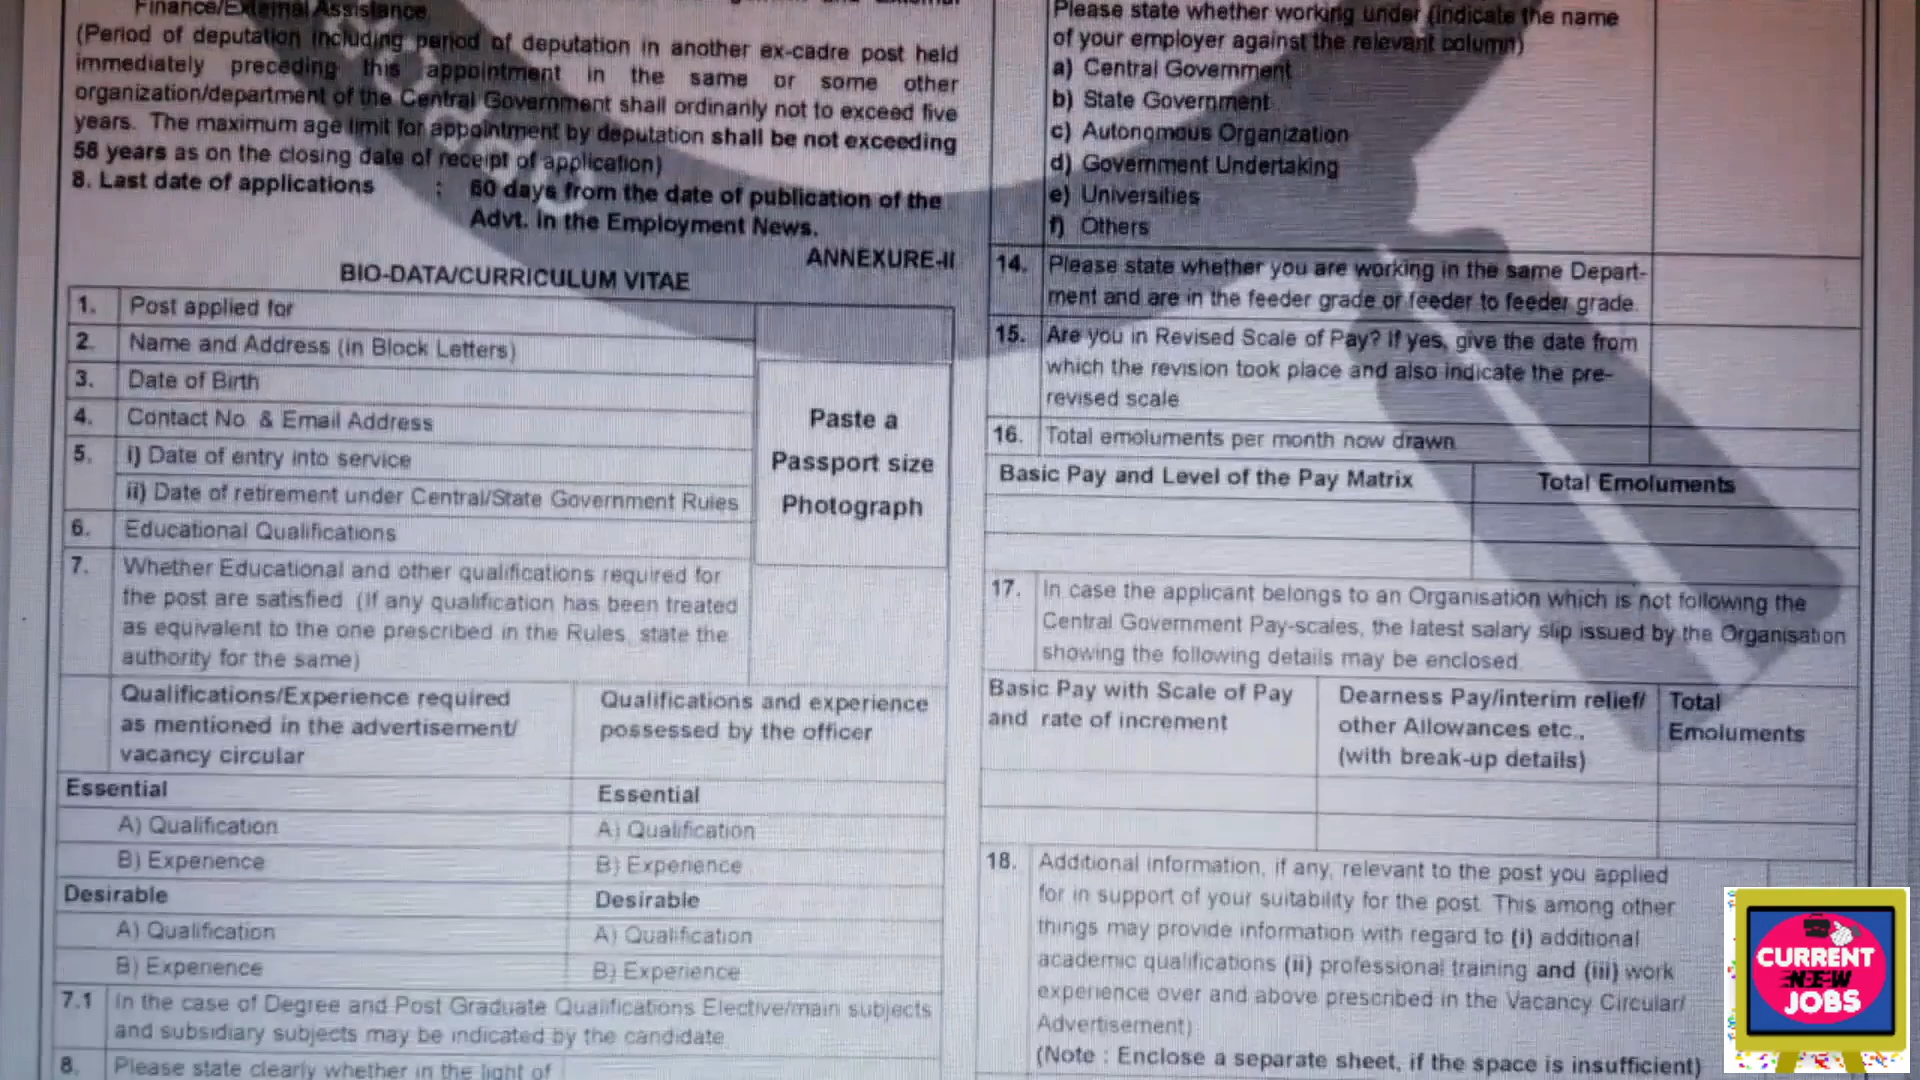 Finance/External Assistance
(Period of deputation including period of deputation in another ex-cadre post held
immediately preceding this appointment in the same or some other
organization/department of the Central Government shall ordinarily not to exceed five
years. The maximum age limit for appointment by deputation shall be not exceeding
58 years as on the closing date of receipt of application)
8. Last date of applications : 60 days from the date of publication of the
Advt. in the Employment News.
ANNEXURE-II
BIO-DATA/CURRICULUM VITAE
1. Post applied for
2. Name and Address (in Block Letters)
3. Date of Birth
4. Contact No. & Email Address
5. i) Date of entry into service
ii) Date of retirement under Central/State Government Rules
Paste a
Passport size
Photograph
6. Educational Qualifications
7. Whether Educational and other qualifications required for
the post are satisfied. (If any qualification has been treated
as equivalent to the one prescribed in the Rules, state the
authority for the same)
Qualifications/Experience required
as mentioned in the advertisement/
vacancy circular
Qualifications and experience
possessed by the officer
Essential Essential
A) Qualification A) Qualification
B) Experience B) Experience
Desirable Desirable
A) Qualification A) Qualification
B) Experience B) Experience
7.1 In the case of Degree and Post Graduate Qualifications Elective/main subjects
and subsidiary subjects may be indicated by the candidate.
8. Please state clearly whether in the light of
Please state whether working under (indicate the name
of your employer against the relevant column)
a) Central Government
b) State Government
c) Autonomous Organization
d) Government Undertaking
e) Universities
f) Others
14. Please state whether you are working in the same Depart-
ment and are in the feeder grade or feeder to feeder grade.
15. Are you in Revised Scale of Pay? If yes, give the date from
which the revision took place and also indicate the pre-
revised scale
16. Total emoluments per month now drawn
Basic Pay and Level of the Pay Matrix Total Emoluments
17. In case the applicant belongs to an Organisation which is not following the
Central Government Pay-scales, the latest salary slip issued by the Organisation
showing the following details may be enclosed.
Basic Pay with Scale of Pay
and rate of increment
Dearness Pay/interim relief/
other Allowances etc.,
(with break-up details)
Total
Emoluments
18. Additional information, if any, relevant to the post you applied
for in support of your suitability for the post. This among other
things may provide information with regard to (i) additional
academic qualifications (ii) professional training and (iii) work
experience over and above prescribed in the Vacancy Circular/
Advertisement)
(Note : Enclose a separate sheet, if the space is insufficient)
CURRENT
NEW
JOBS